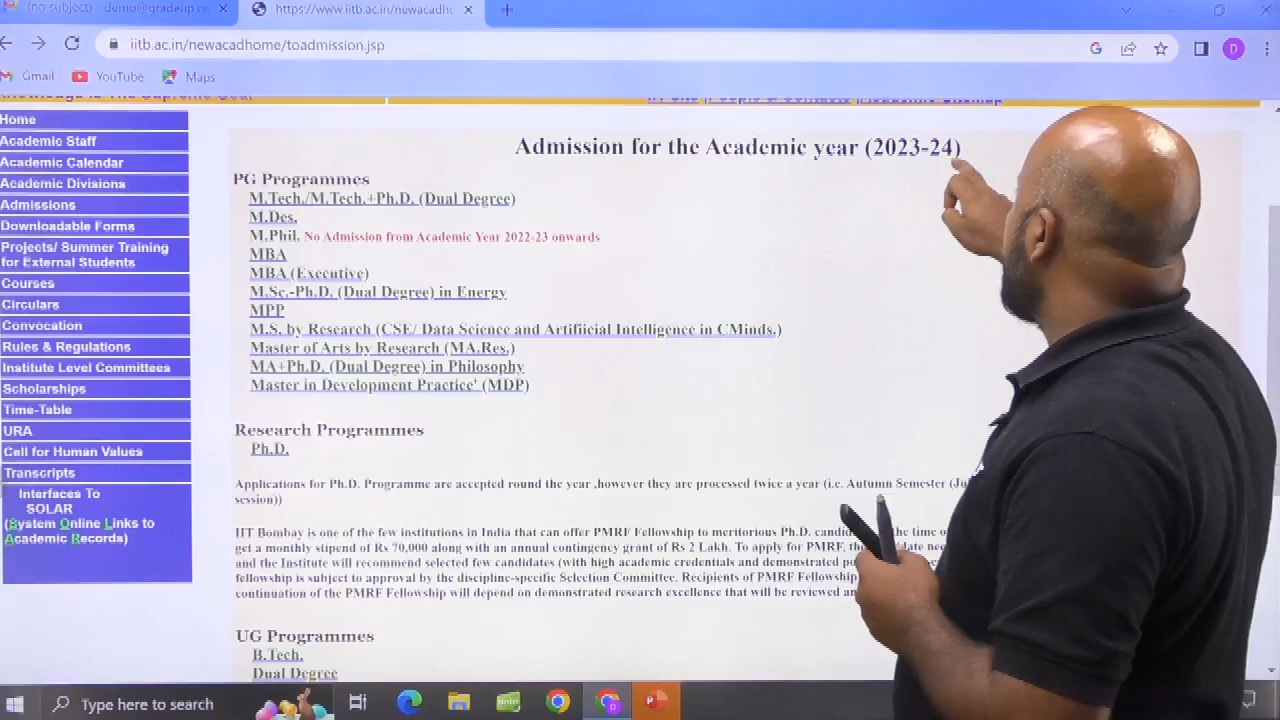 (no subject) - demo@gradeup.co
https://www.iitb.ac.in/newacadho
iitb.ac.in/newacadhome/toadmission.jsp
D
Gmail
YouTube
Maps
Home
Academic Staff
Academic Calendar
Academic Divisions
Admissions
Downloadable Forms
Projects/ Summer Training
for External Students
Courses
Circulars
Convocation
Rules & Regulations
Institute Level Committees
Scholarships
Time-Table
URA
Cell for Human Values
Transcripts
Interfaces To
SOLAR
(System Online Links to
Academic Records)
Admission for the Academic year (2023-24)
PG Programmes
M.Tech./M.Tech.+Ph.D. (Dual Degree)
M.Des.
M.Phil. No Admission from Academic Year 2022-23 onwards
MBA
MBA (Executive)
M.Sc.-Ph.D. (Dual Degree) in Energy
MPP
M.S. by Research (CSE/ Data Science and Artifiicial Intelligence in CMinds.)
Master of Arts by Research (MA.Res.)
MA+Ph.D. (Dual Degree) in Philosophy
Master in Development Practice' (MDP)
Research Programmes
Ph.D.
Applications for Ph.D. Programme are accepted round the year ,however they are processed twice a year (i.e. Autumn Semester
session))
IIT Bombay is one of the few institutions in India that can offer PMRF Fellowship to meritorious Ph.D. the time of
get a monthly stipend of Rs 70,000 along with an annual contingency grant of Rs 2 Lakh. To apply for PMRF,
and the Institute will recommend selected few candidates (with high academic credentials and demonstrated
fellowship is subject to approval by the discipline-specific Selection Committee. Recipients of PMRF Fellowship
continuation of the PMRF Fellowship will depend on demonstrated research excellence that will be reviewed
UG Programmes
B.Tech.
Dual Degree
Type here to search